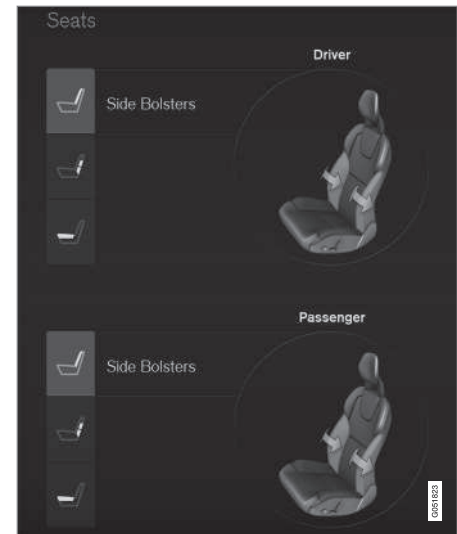 Seats
Driver
Side Bolsters
Passenger
Side Bolsters
G051823